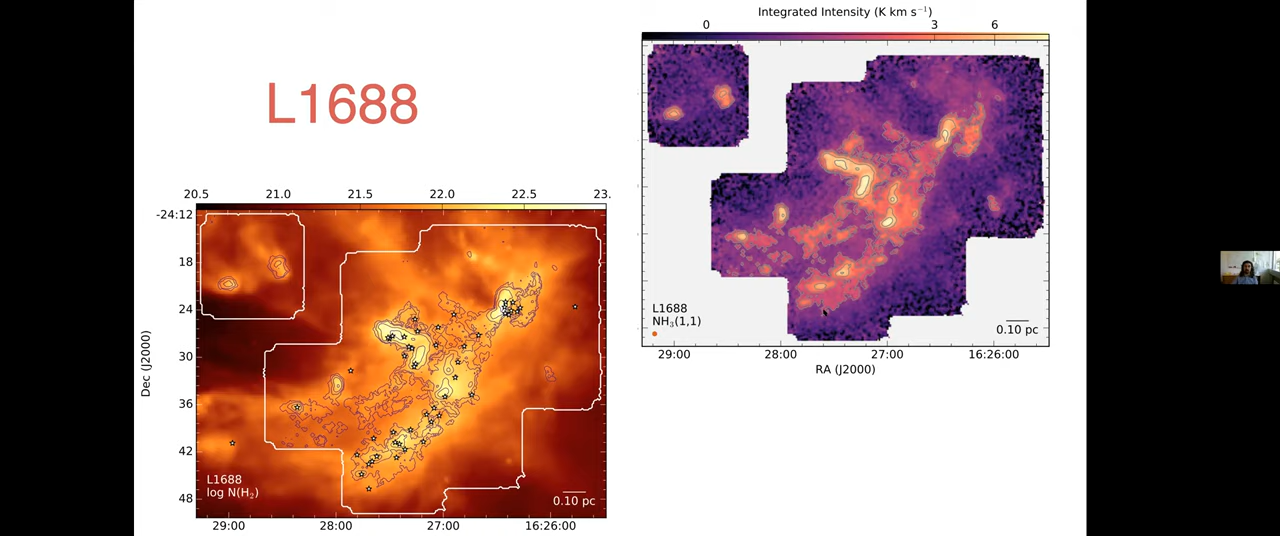 L1688
20.5 21.0 21.5 22.0 22.5 23.
-24:12
18
24
30
36
42
48
Dec (J2000)
L1688
log N(H₂)
0.10 pc
29:00 28:00 27:00 16:26:00
Integrated Intensity (K km s⁻¹)
0 3 6
L1688
NH₃(1,1)
0.10 pc
29:00 28:00 27:00 16:26:00
RA (J2000)